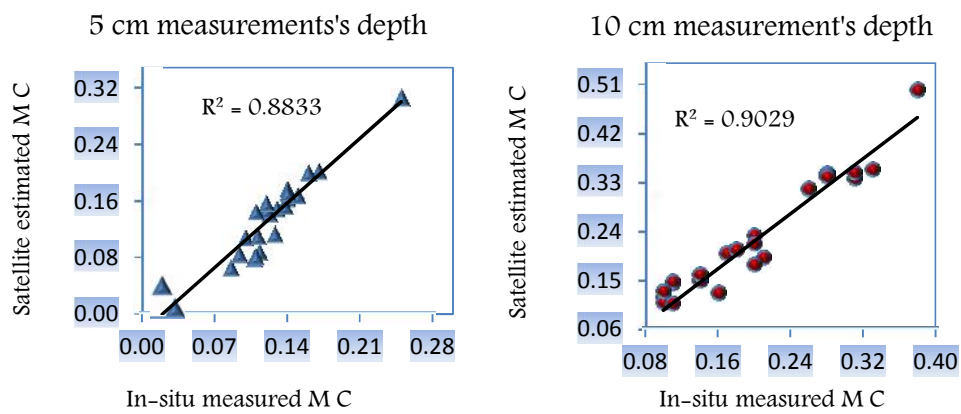 5 cm measurements's depth
Satellite estimated M C
0.32
0.24
0.16
0.08
0.00
R² = 0.8833
0.00 0.07 0.14 0.21 0.28
In-situ measured M C
10 cm measurement's depth
Satellite estimated M C
0.51
0.42
0.33
0.24
0.15
0.06
R² = 0.9029
0.08 0.16 0.24 0.32 0.40
In-situ measured M C